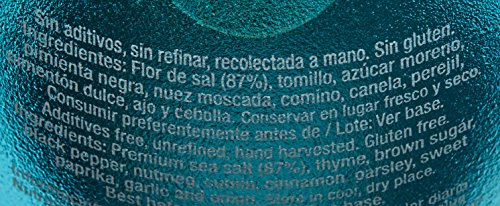 Sin aditivos, sin refinar, recolectada a mano. Sin gluten.
Ingredientes: Flor de sal (87%), tomillo, azúcar moreno,
pimienta negra, nuez moscada, comino, canela, perejil,
pimentón dulce, ajo y cebolla. Conservar en lugar fresco y seco.
Consumir preferentemente antes de / Lote: Ver base.
Additives free, unrefined, hand harvested. Gluten free.
Ingredients: Premium sea salt (87%), thyme, brown sugar,
black pepper, nutmeg, cumin, cinnamon, parsley, sweet
paprika, garlic and onion. Store in cool, dry place.
Best